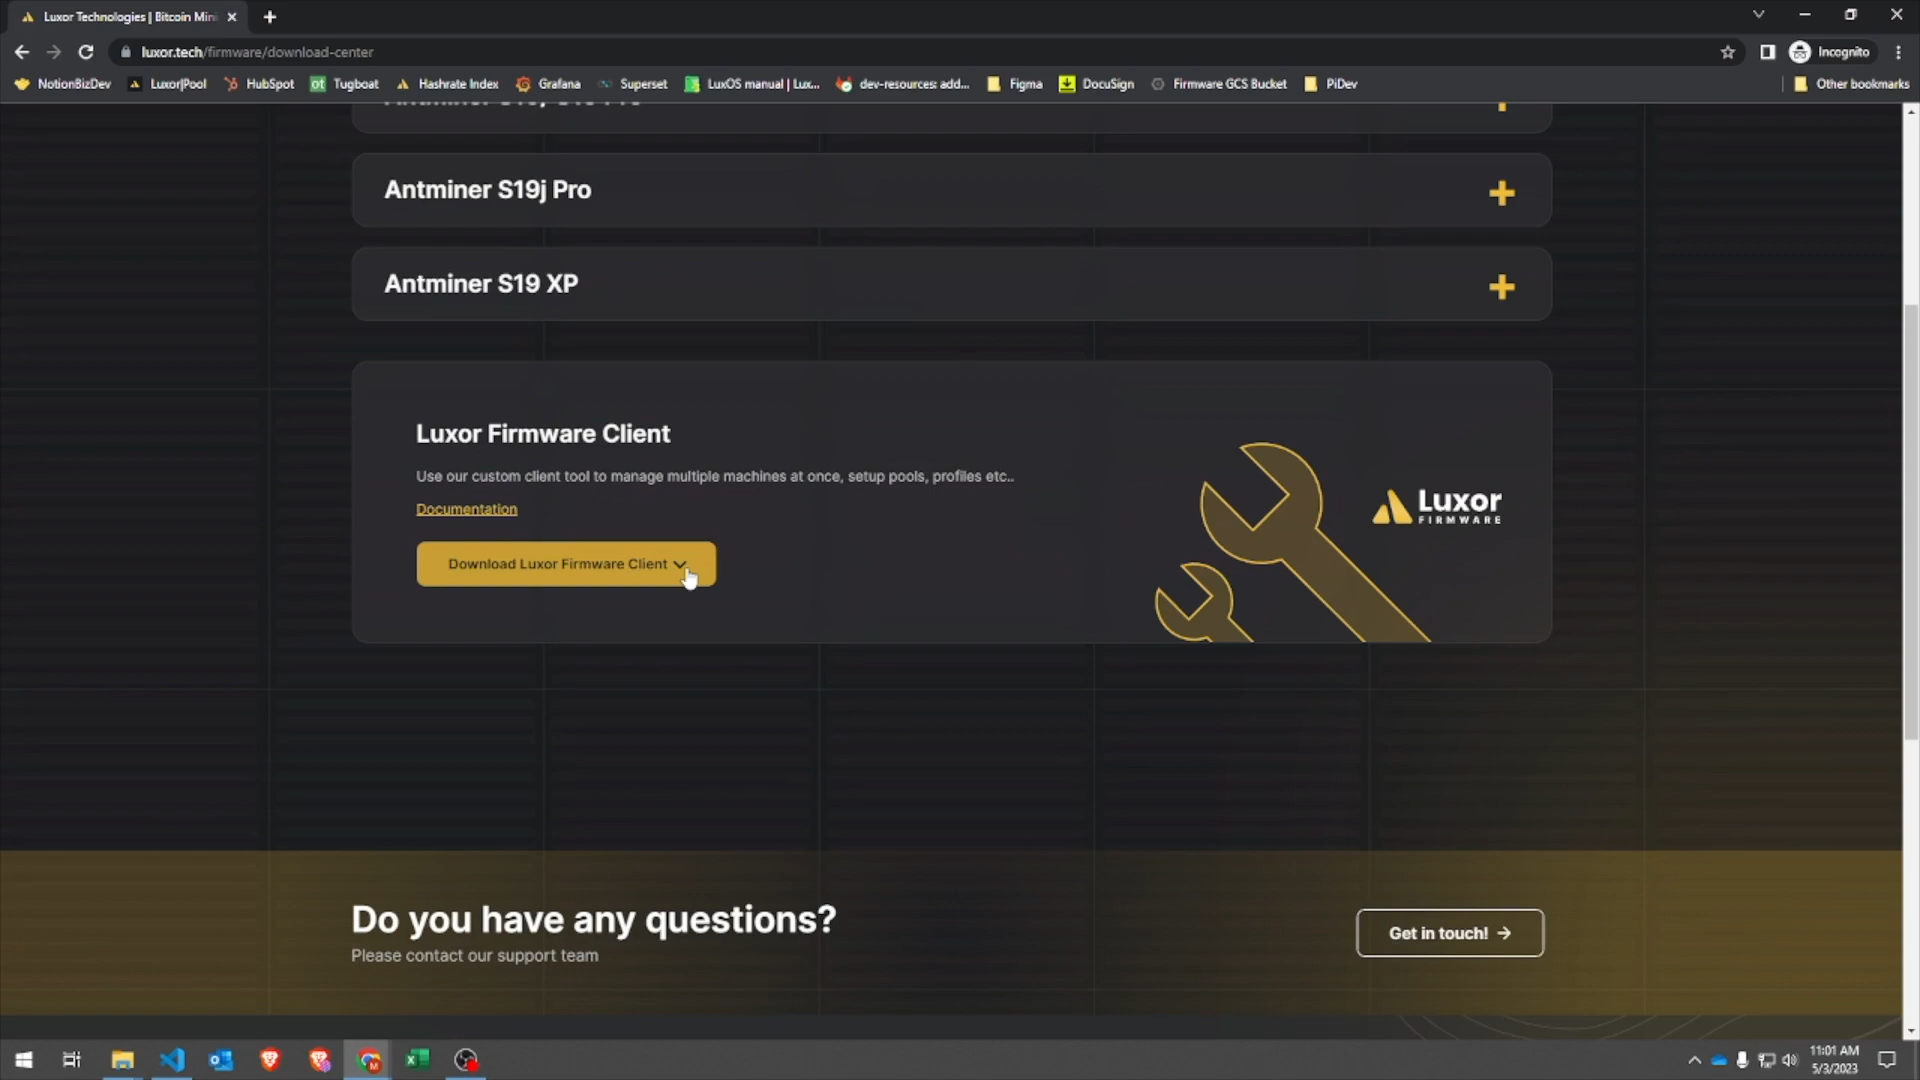 Luxor Technologies | Bitcoin Mini
luxor.tech/firmware/download-center
Incognito
NotionBizDev
Luxor|Pool
HubSpot
ot
Tugboat
Hashrate Index
Grafana
Superset
LuxOS manual | Lux...
dev-resources: add...
Figma
DocuSign
Firmware GCS Bucket
PiDev
Other bookmarks
Antminer S19j Pro
Antminer S19 XP
Luxor Firmware Client
Use our custom client tool to manage multiple machines at once, setup pools, profiles etc..
Documentation
Download Luxor Firmware Client
Luxor
FIRMWARE
Do you have any questions?
Please contact our support team
Get in touch!
11:01 AM
5/3/2023